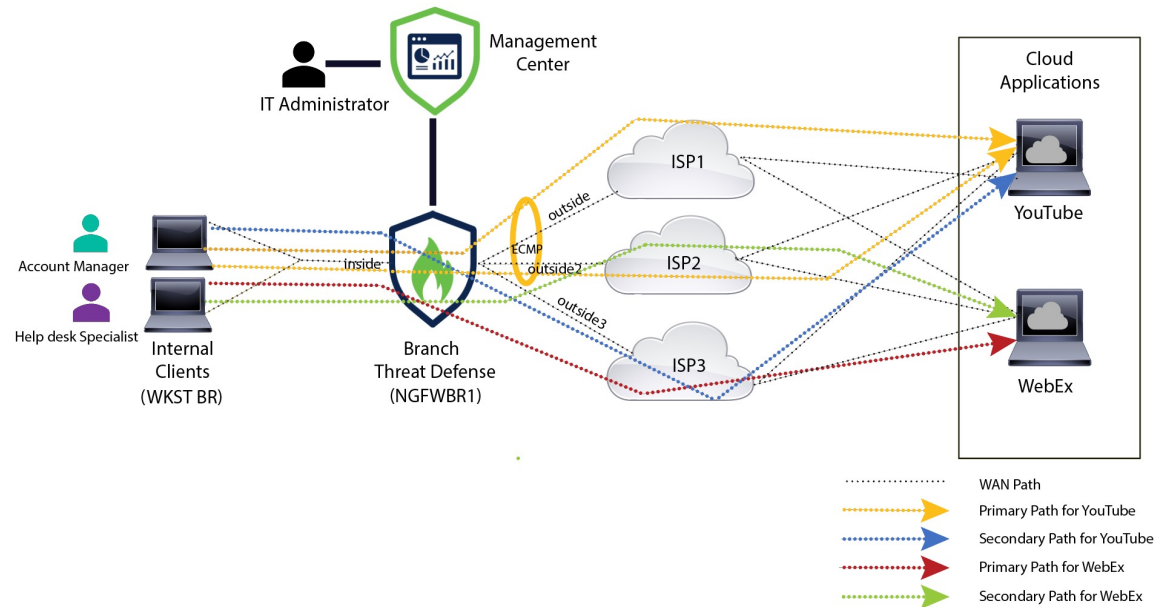 Management
Center
IT Administrator
Cloud
Applications
ISP1
outside
YouTube
ECMP
Account Manager
inside
outside2
ISP2
outside3
Help desk Specialist
Internal
Clients
(WKST BR)
Branch
Threat Defense
(NGFWBR1)
ISP3
WebEx
WAN Path
Primary Path for YouTube
Secondary Path for YouTube
Primary Path for WebEx
Secondary Path for WebEx